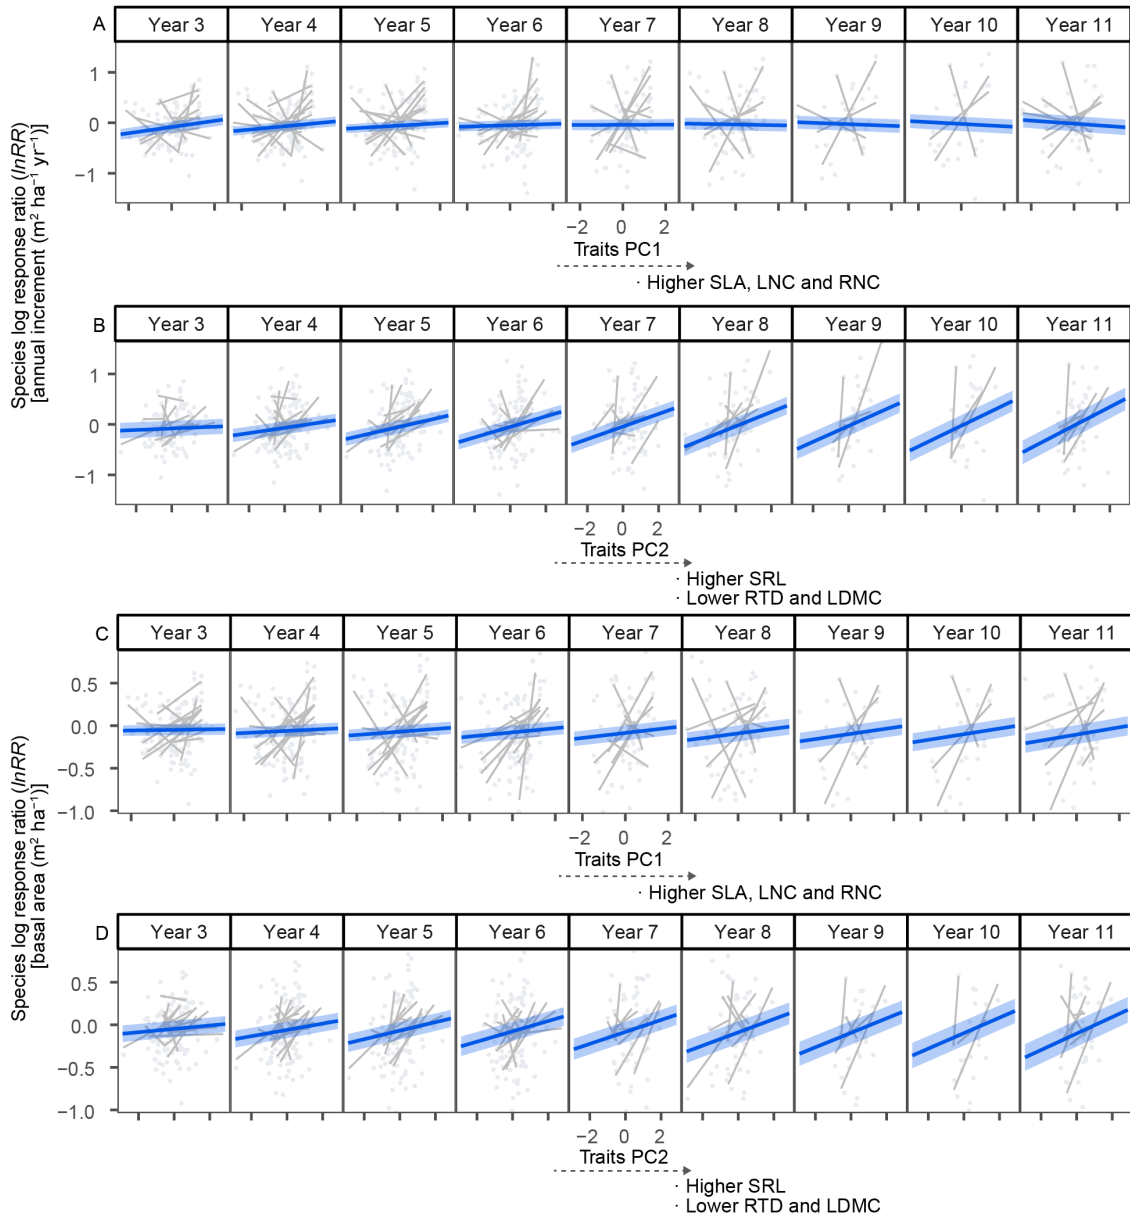 Species log response ratio (lnRR)
[annual increment (m² ha⁻¹ yr⁻¹)]
A
Year 3 Year 4 Year 5 Year 6 Year 7 Year 8 Year 9 Year 10 Year 11
1
0
−1
−2 0 2
Traits PC1
· Higher SLA, LNC and RNC
B
Year 3 Year 4 Year 5 Year 6 Year 7 Year 8 Year 9 Year 10 Year 11
1
0
−1
−2 0 2
Traits PC2
· Higher SRL
· Lower RTD and LDMC
Species log response ratio (lnRR)
[basal area (m² ha⁻¹)]
C
Year 3 Year 4 Year 5 Year 6 Year 7 Year 8 Year 9 Year 10 Year 11
0.5
0.0
−0.5
−1.0
−2 0 2
Traits PC1
· Higher SLA, LNC and RNC
D
Year 3 Year 4 Year 5 Year 6 Year 7 Year 8 Year 9 Year 10 Year 11
0.5
0.0
−0.5
−1.0
−2 0 2
Traits PC2
· Higher SRL
· Lower RTD and LDMC